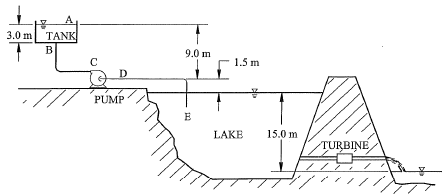 A
3.0 m
TANK
B
9.0 m
1.5 m
C
D
PUMP
E
LAKE
15.0 m
TURBINE